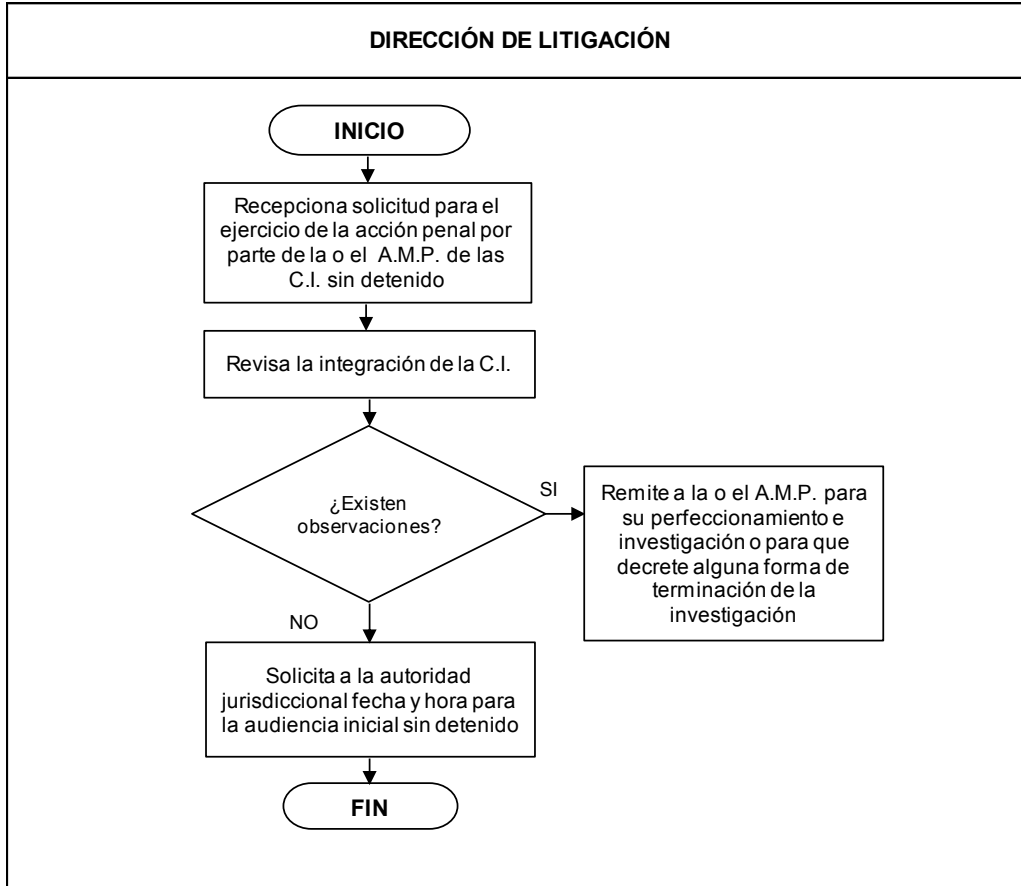 DIRECCIÓN DE LITIGACIÓN
INICIO
Recepciona solicitud para el
ejercicio de la acción penal por
parte de la o el A.M.P. de las
C.I. sin detenido
Revisa la integración de la C.I.
¿Existen
observaciones?
SI
Remite a la o el A.M.P. para
su perfeccionamiento e
investigación o para que
decrete alguna forma de
terminación de la
investigación
NO
Solicita a la autoridad
jurisdiccional fecha y hora para
la audiencia inicial sin detenido
FIN